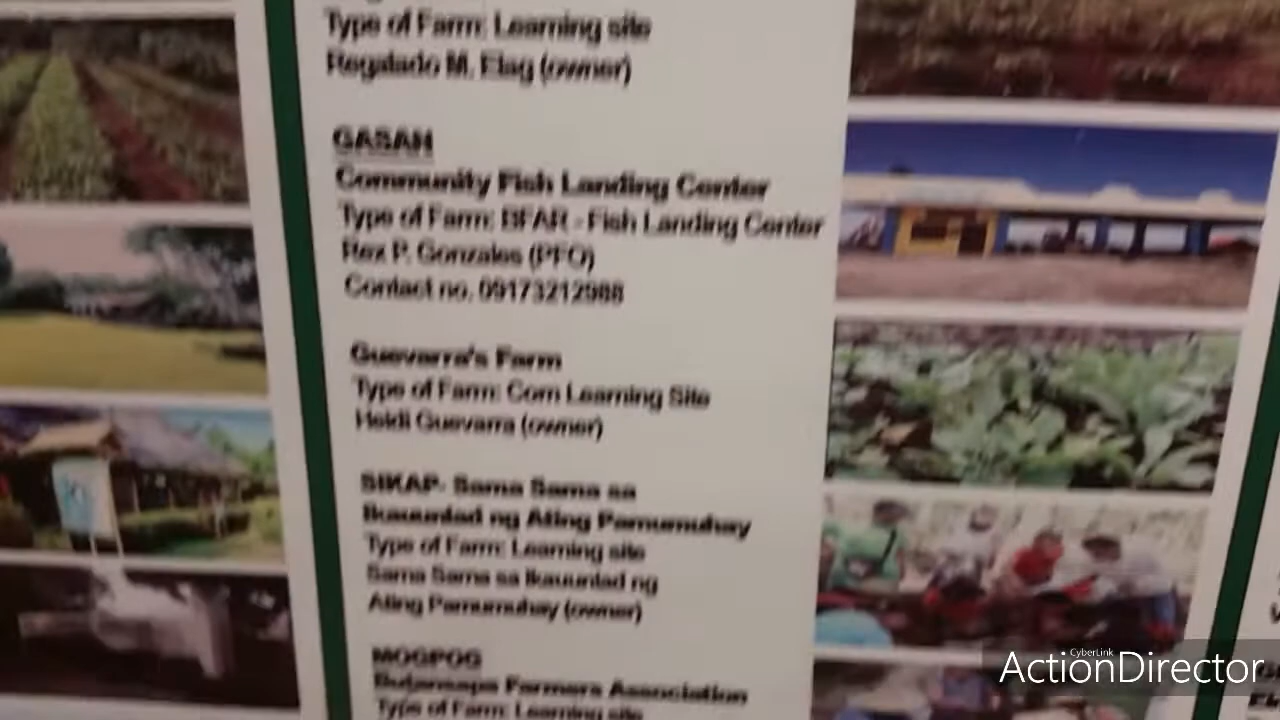 Type of Farm: Learning site
Regalado M. Elag (owner)
GASAN
Community Fish Landing Center
Type of Farm: BFAR - Fish Landing Center
Rex P. Gonzales (PFO)
Contact no. 09173212988
Guevarra's Farm
Type of Farm: Corn Learning Site
Heidi Guevarra (owner)
SIKAP- Sama Sama sa
Ikauunlad ng Ating Pamumuhay
Type of Farm: Learning site
Sama Sama sa Ikauunlad ng
Ating Pamumuhay (owner)
MOGPOG
Butansapa Farmers Association
Type of Farm: Learning site
CyberLink
ActionDirector